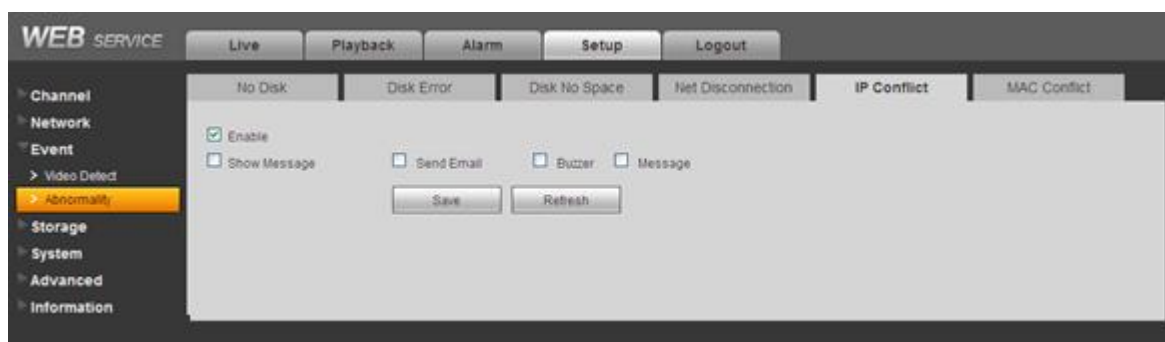 WEB SERVICE
Live Playback Alarm Setup Logout
No Disk Disk Error Disk No Space Net Disconnection IP Conflict MAC Conflict
Channel
Network
Event
> Video Detect
> Abnormality
Storage
System
Advanced
Information
Enable
Show Message Send Email Buzzer Message
Save Refresh